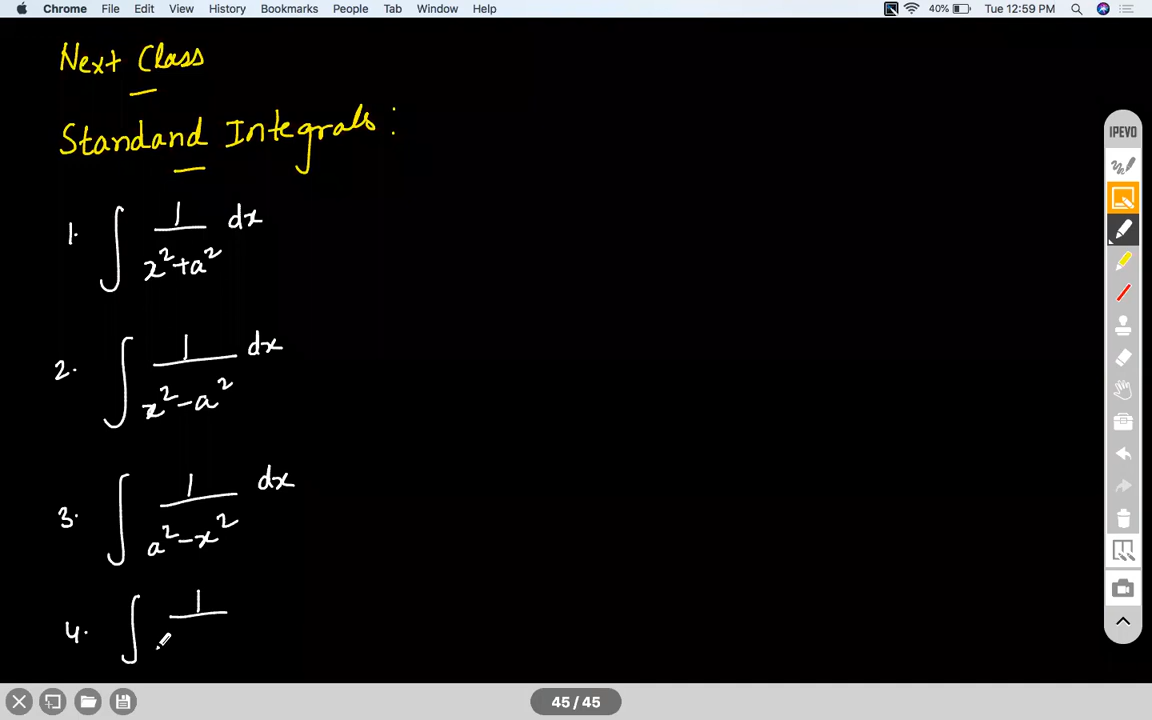 Chrome File Edit View History Bookmarks People Tab Window Help 40% Tue 12:59 PM
Next Class
Standand Integrals:
IPEVO
1. ∫ 1/(x²+a²) dx
2. ∫ 1/(x²-a²) dx
3. ∫ 1/(a²-x²) dx
4. ∫ 1
45/45